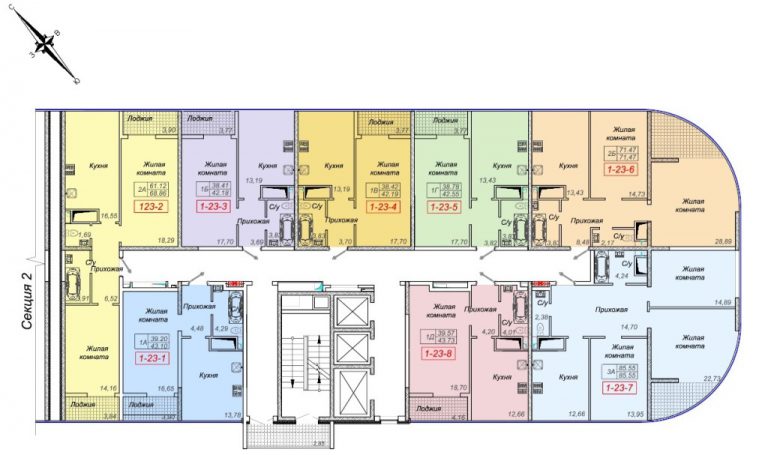 С
В
З
Ю
Секция 2
Лоджия
3,90
Лоджия
3,77
Лоджия
3,77
Лоджия
3,77
Кухня
16,55
Жилая
комната
2А 61.12
68.86
123-2
18,29
Жилая
комната
1Б 38.41
42.18
1-23-3
17,70
Кухня
13,19
Прихожая
3,69
С/у
3,82
Кухня
13,19
С/у
3,83
Прихожая
3,70
Жилая
комната
1В 38.42
42.19
1-23-4
17,70
Жилая
комната
1Г 38.78
42.55
1-23-5
17,70
Кухня
13,43
Прихожая
3,82
С/у
3,83
Кухня
13,43
С/у
3,82
Жилая
комната
2Б 71.47
71.47
1-23-6
14,73
Прихожая
8,48
С/у
2,17
Жилая
комната
28,89
1,69
С/у
3,91
Прихожая
6,52
Жилая
комната
14,16
3,84
Лоджия
Жилая
комната
1А 39.20
43.10
1-23-1
16,65
Лоджия
3,90
Прихожая
4,48
С/у
4,29
Кухня
13,78
2,85
Жилая
комната
1Д 39.57
43.73
1-23-8
18,70
Лоджия
4,16
Прихожая
4,20
С/у
4,01
Кухня
12,66
С/у
2,38
С/у
4,24
Прихожая
14,70
Кухня
12,66
Жилая
комната
3А 85.55
85.55
1-23-7
13,95
Жилая
комната
14,89
Жилая
комната
22,73